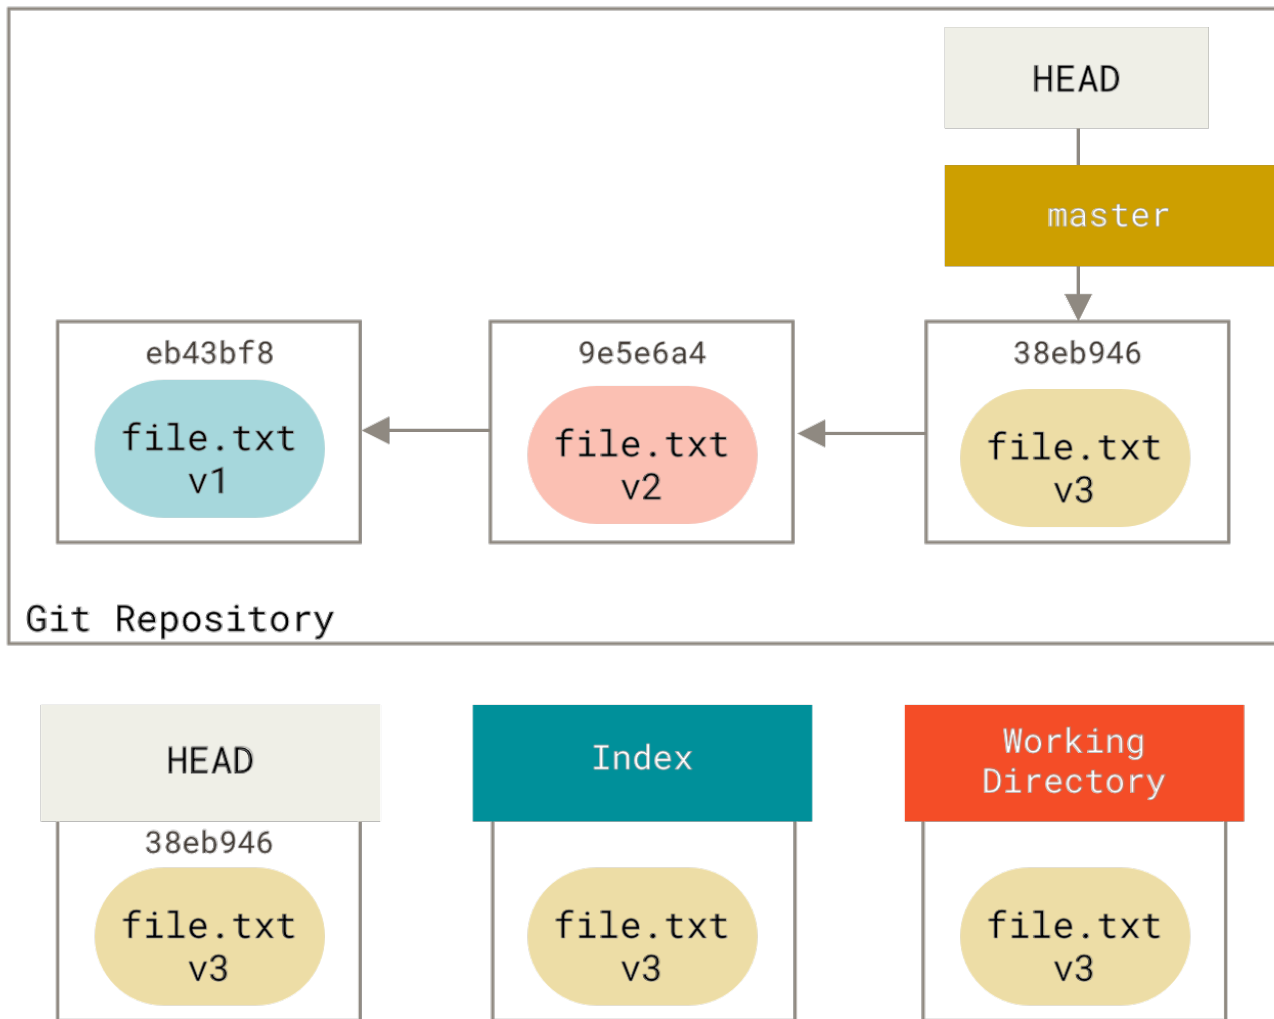 HEAD
master
eb43bf8
file.txt
v1
9e5e6a4
file.txt
v2
38eb946
file.txt
v3
Git Repository
HEAD
38eb946
file.txt
v3
Index
file.txt
v3
Working
Directory
file.txt
v3